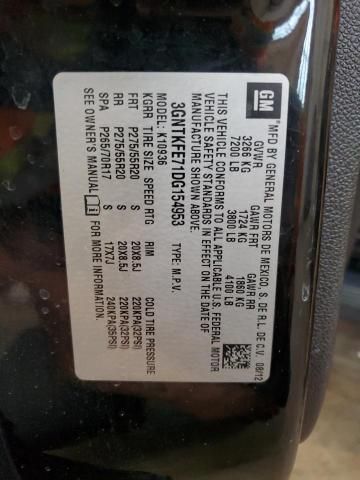 GM
MFD BY GENERAL MOTORS DE MEXICO, S. DE R.L. DE C.V. 08/12
GVWR GAWR FRT GAWR RR
3266 KG 1724 KG 1860 KG
7200 LB 3800 LB 4100 LB
THIS VEHICLE CONFORMS TO ALL APPLICABLE U.S. FEDERAL MOTOR
VEHICLE SAFETY STANDARDS IN EFFECT ON THE DATE OF
MANUFACTURE SHOWN ABOVE.
3GNTKFE71DG154953 TYPE: M.P.V.
MODEL: K10936
KGRR TIRE SIZE SPEED RTG RIM COLD TIRE PRESSURE
FRT P275/55R20 S 20X8.5J 220KPA(32PSI)
RR P275/55R20 S 20X8.5J 220KPA(32PSI)
SPA P265/70R17 S 17X7J 240KPA(35PSI)
SEE OWNER'S MANUAL